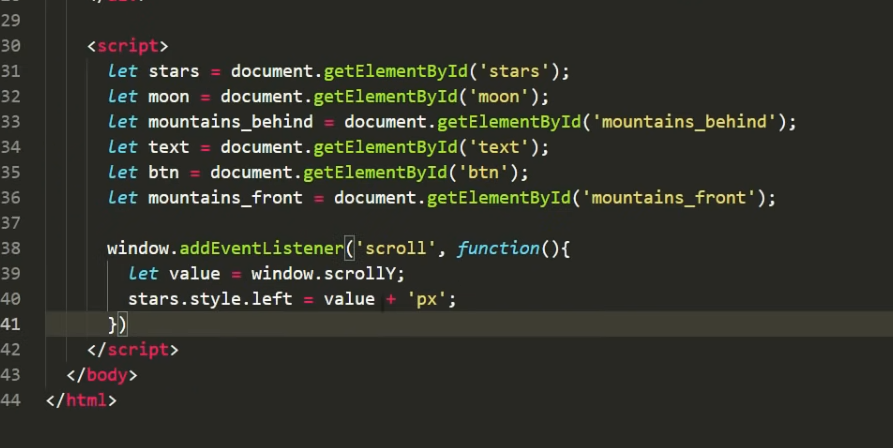 29
30 <script>
31 let stars = document.getElementById('stars');
32 let moon = document.getElementById('moon');
33 let mountains_behind = document.getElementById('mountains_behind');
34 let text = document.getElementById('text');
35 let btn = document.getElementById('btn');
36 let mountains_front = document.getElementById('mountains_front');
37
38 window.addEventListener('scroll', function(){
39 let value = window.scrollY;
40 stars.style.left = value + 'px';
41 })
42 </script>
43 </body>
44 </html>